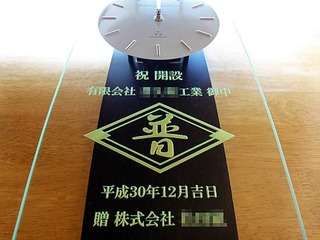 祝 開設
有限会社 工業 御中
普
平成30年12月吉日
贈 株式会社